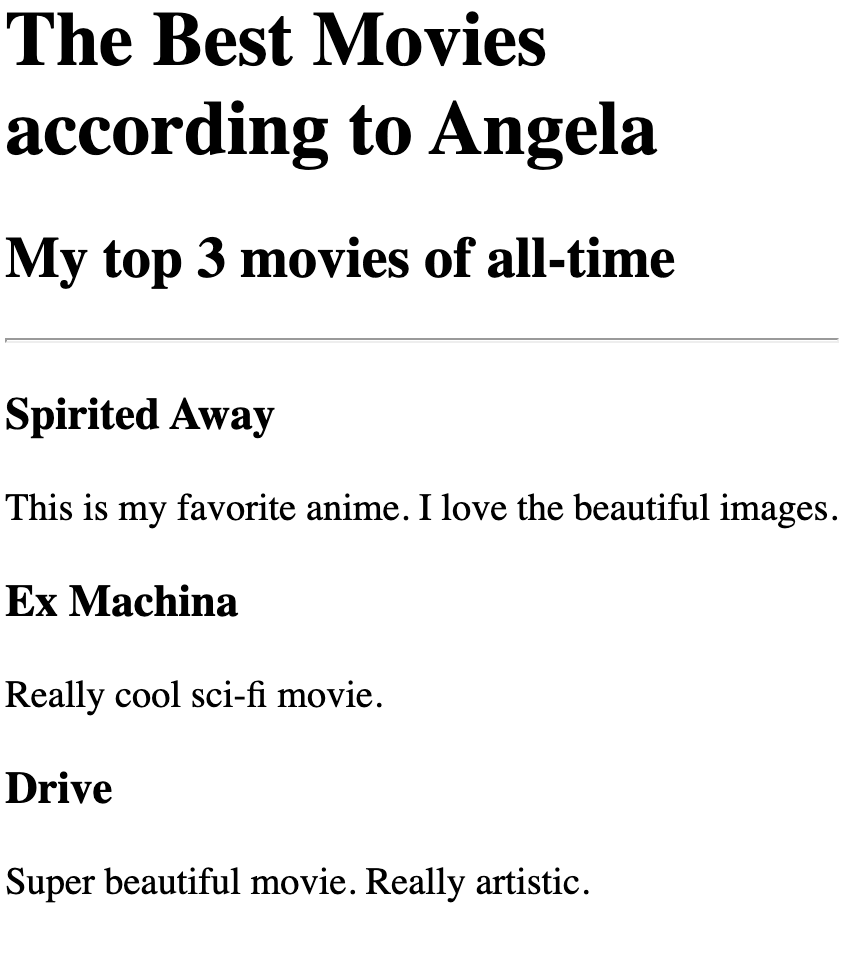 The Best Movies
according to Angela
My top 3 movies of all-time
Spirited Away
This is my favorite anime. I love the beautiful images.
Ex Machina
Really cool sci-fi movie.
Drive
Super beautiful movie. Really artistic.